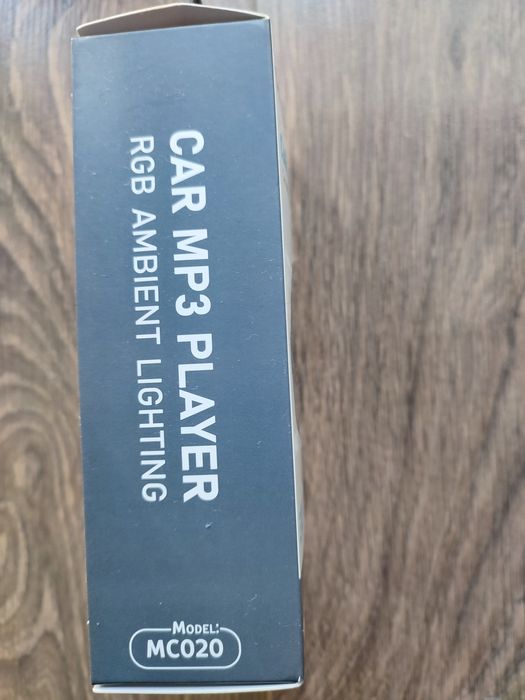 CAR MP3 PLAYER
RGB AMBIENT LIGHTING
MODEL:
MC020